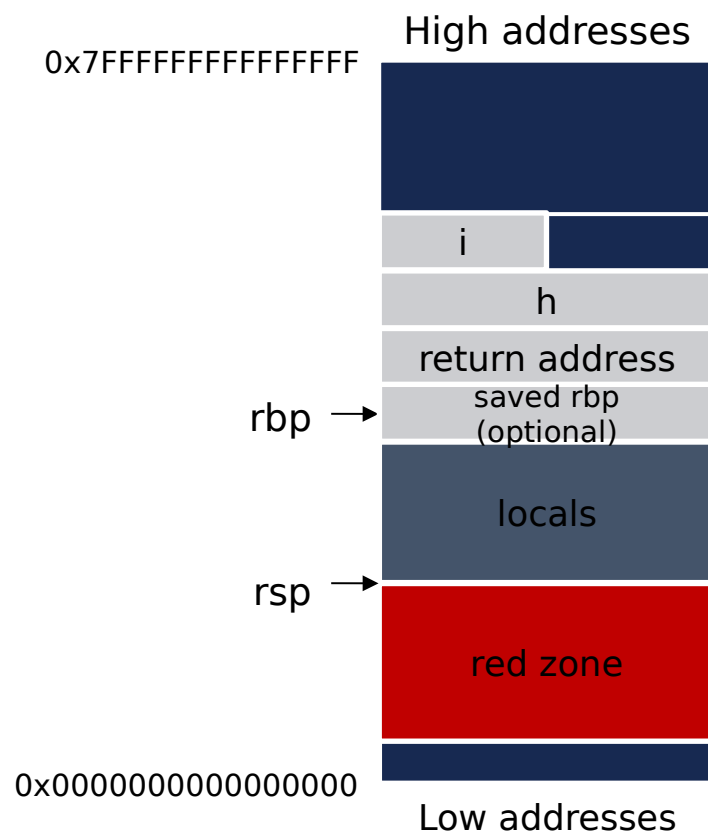 High addresses
0x7FFFFFFFFFFFFFFF
i
h
return address
saved rbp
(optional)
rbp
locals
rsp
red zone
0x0000000000000000
Low addresses